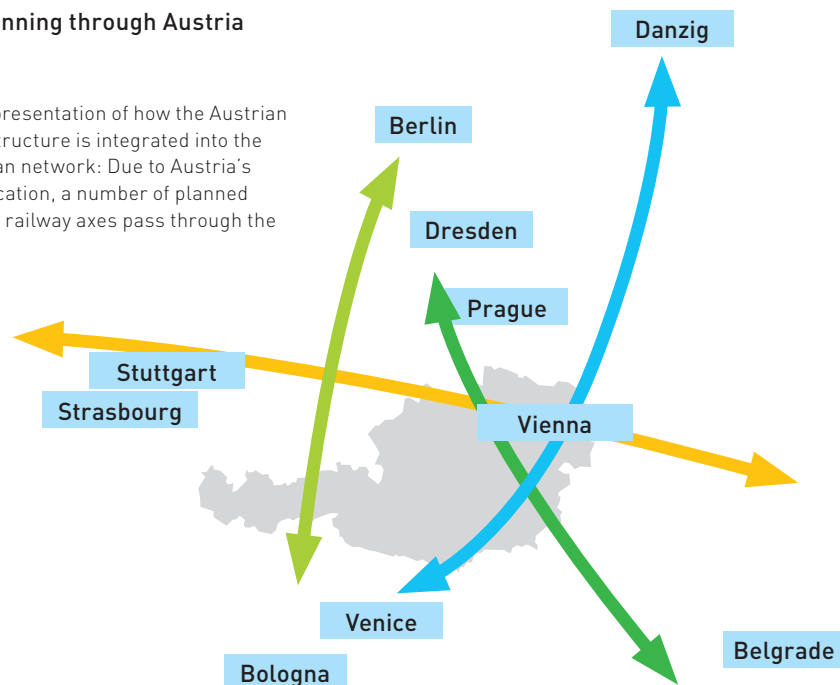 nning through Austria
presentation of how the Austrian
structure is integrated into the
an network: Due to Austria's
cation, a number of planned
railway axes pass through the
Danzig
Berlin
Dresden
Prague
Stuttgart
Strasbourg
Vienna
Venice
Belgrade
Bologna